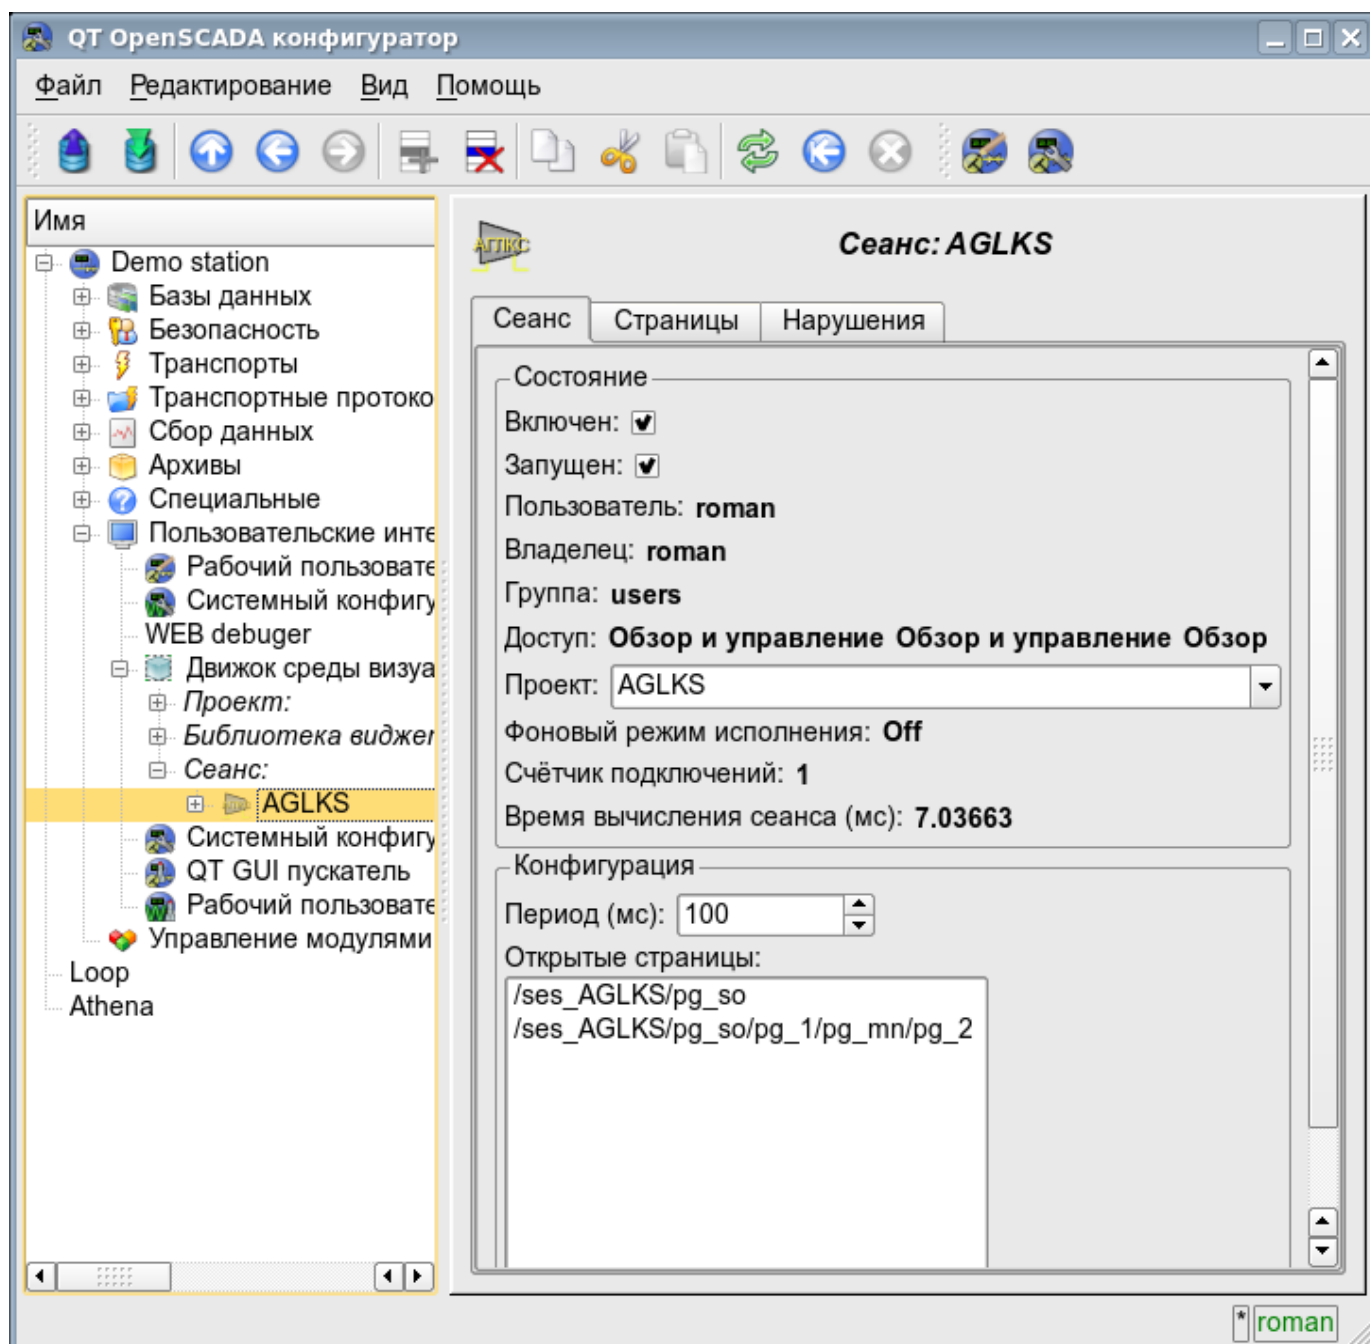 QT OpenSCADA конфигуратор
Файл Редактирование Вид Помощь
Имя
Demo station
Базы данных
Безопасность
Транспорты
Транспортные протоко
Сбор данных
Архивы
Специальные
Пользовательские инте
Рабочий пользовате
Системный конфигу
WEB debuger
Движок среды визуа
Проект:
Библиотека виджет
Сеанс:
AGLKS
Системный конфигу
QT GUI пускатель
Рабочий пользовате
Управление модулями
Loop
Athena
АГЛКС
Сеанс: AGLKS
Сеанс Страницы Нарушения
Состояние
Включен:
Запущен:
Пользователь: roman
Владелец: roman
Группа: users
Доступ: Обзор и управление Обзор и управление Обзор
Проект: AGLKS
Фоновый режим исполнения: Off
Счётчик подключений: 1
Время вычисления сеанса (мс): 7.03663
Конфигурация
Период (мс): 100
Открытые страницы:
/ses_AGLKS/pg_so
/ses_AGLKS/pg_so/pg_1/pg_mn/pg_2
* roman